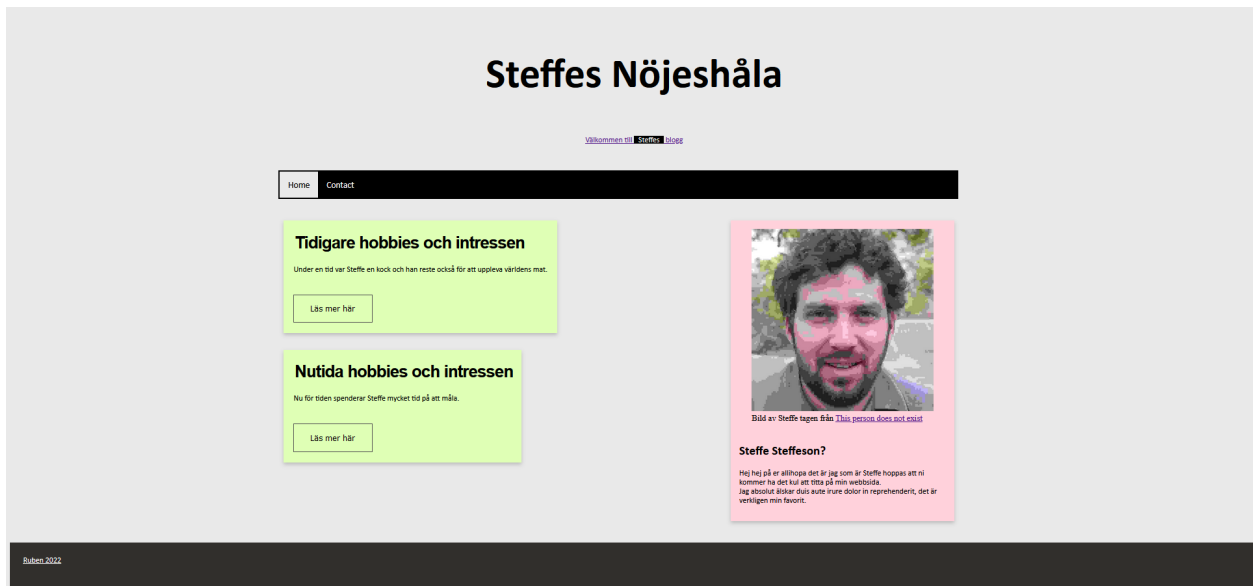 Steffes Nöjeshåla
Välkommen till Steffes blogg
Home Contact
Tidigare hobbies och intressen
Under en tid var Steffe en kock och han reste också för att uppleva världens mat.
Läs mer här
Nutida hobbies och intressen
Nu för tiden spenderar Steffe mycket tid på att måla.
Läs mer här
Bild av Steffe tagen från This person does not exist
Steffe Steffeson?
Hej hej på er allihopa det är jag som är Steffe hoppas att ni
kommer ha det kul att titta på min webbsida.
Jag absolut älskar duis aute irure dolor in reprehenderit, det är
verkligen min favorit.
Ruben 2022